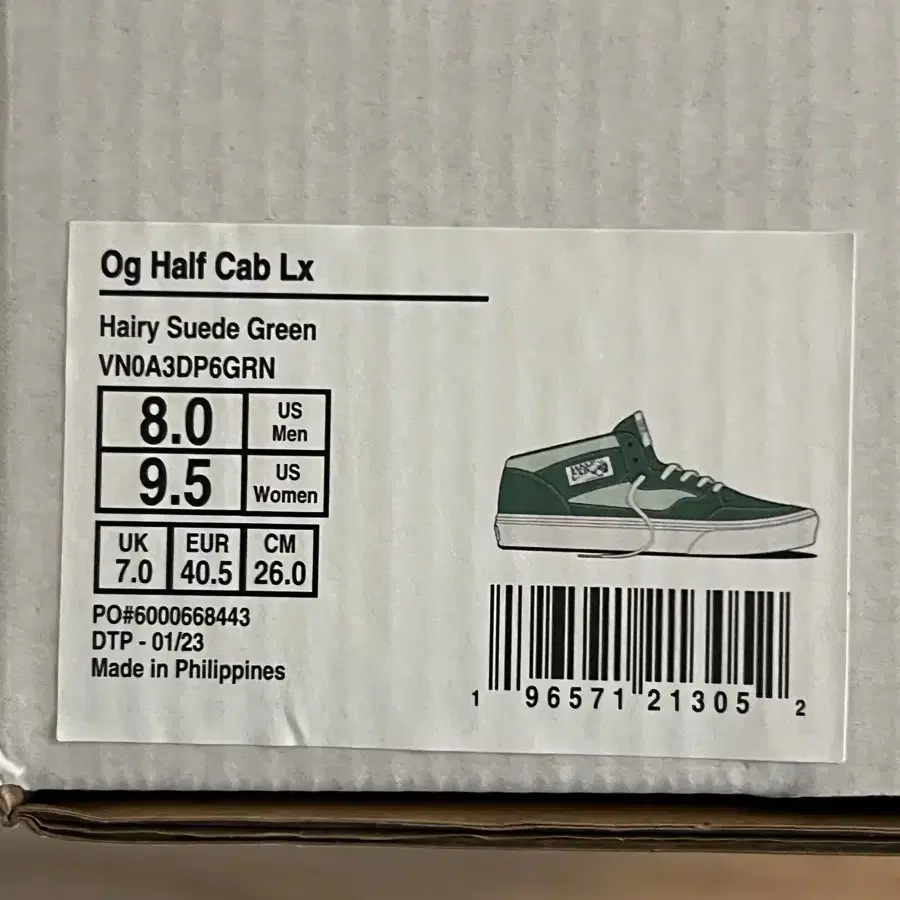 Og Half Cab Lx
Hairy Suede Green
VN0A3DP6GRN
8.0 US Men
9.5 US Women
UK EUR CM
7.0 40.5 26.0
PO#6000668443
DTP - 01/23
Made in Philippines
1 96571 21305 2